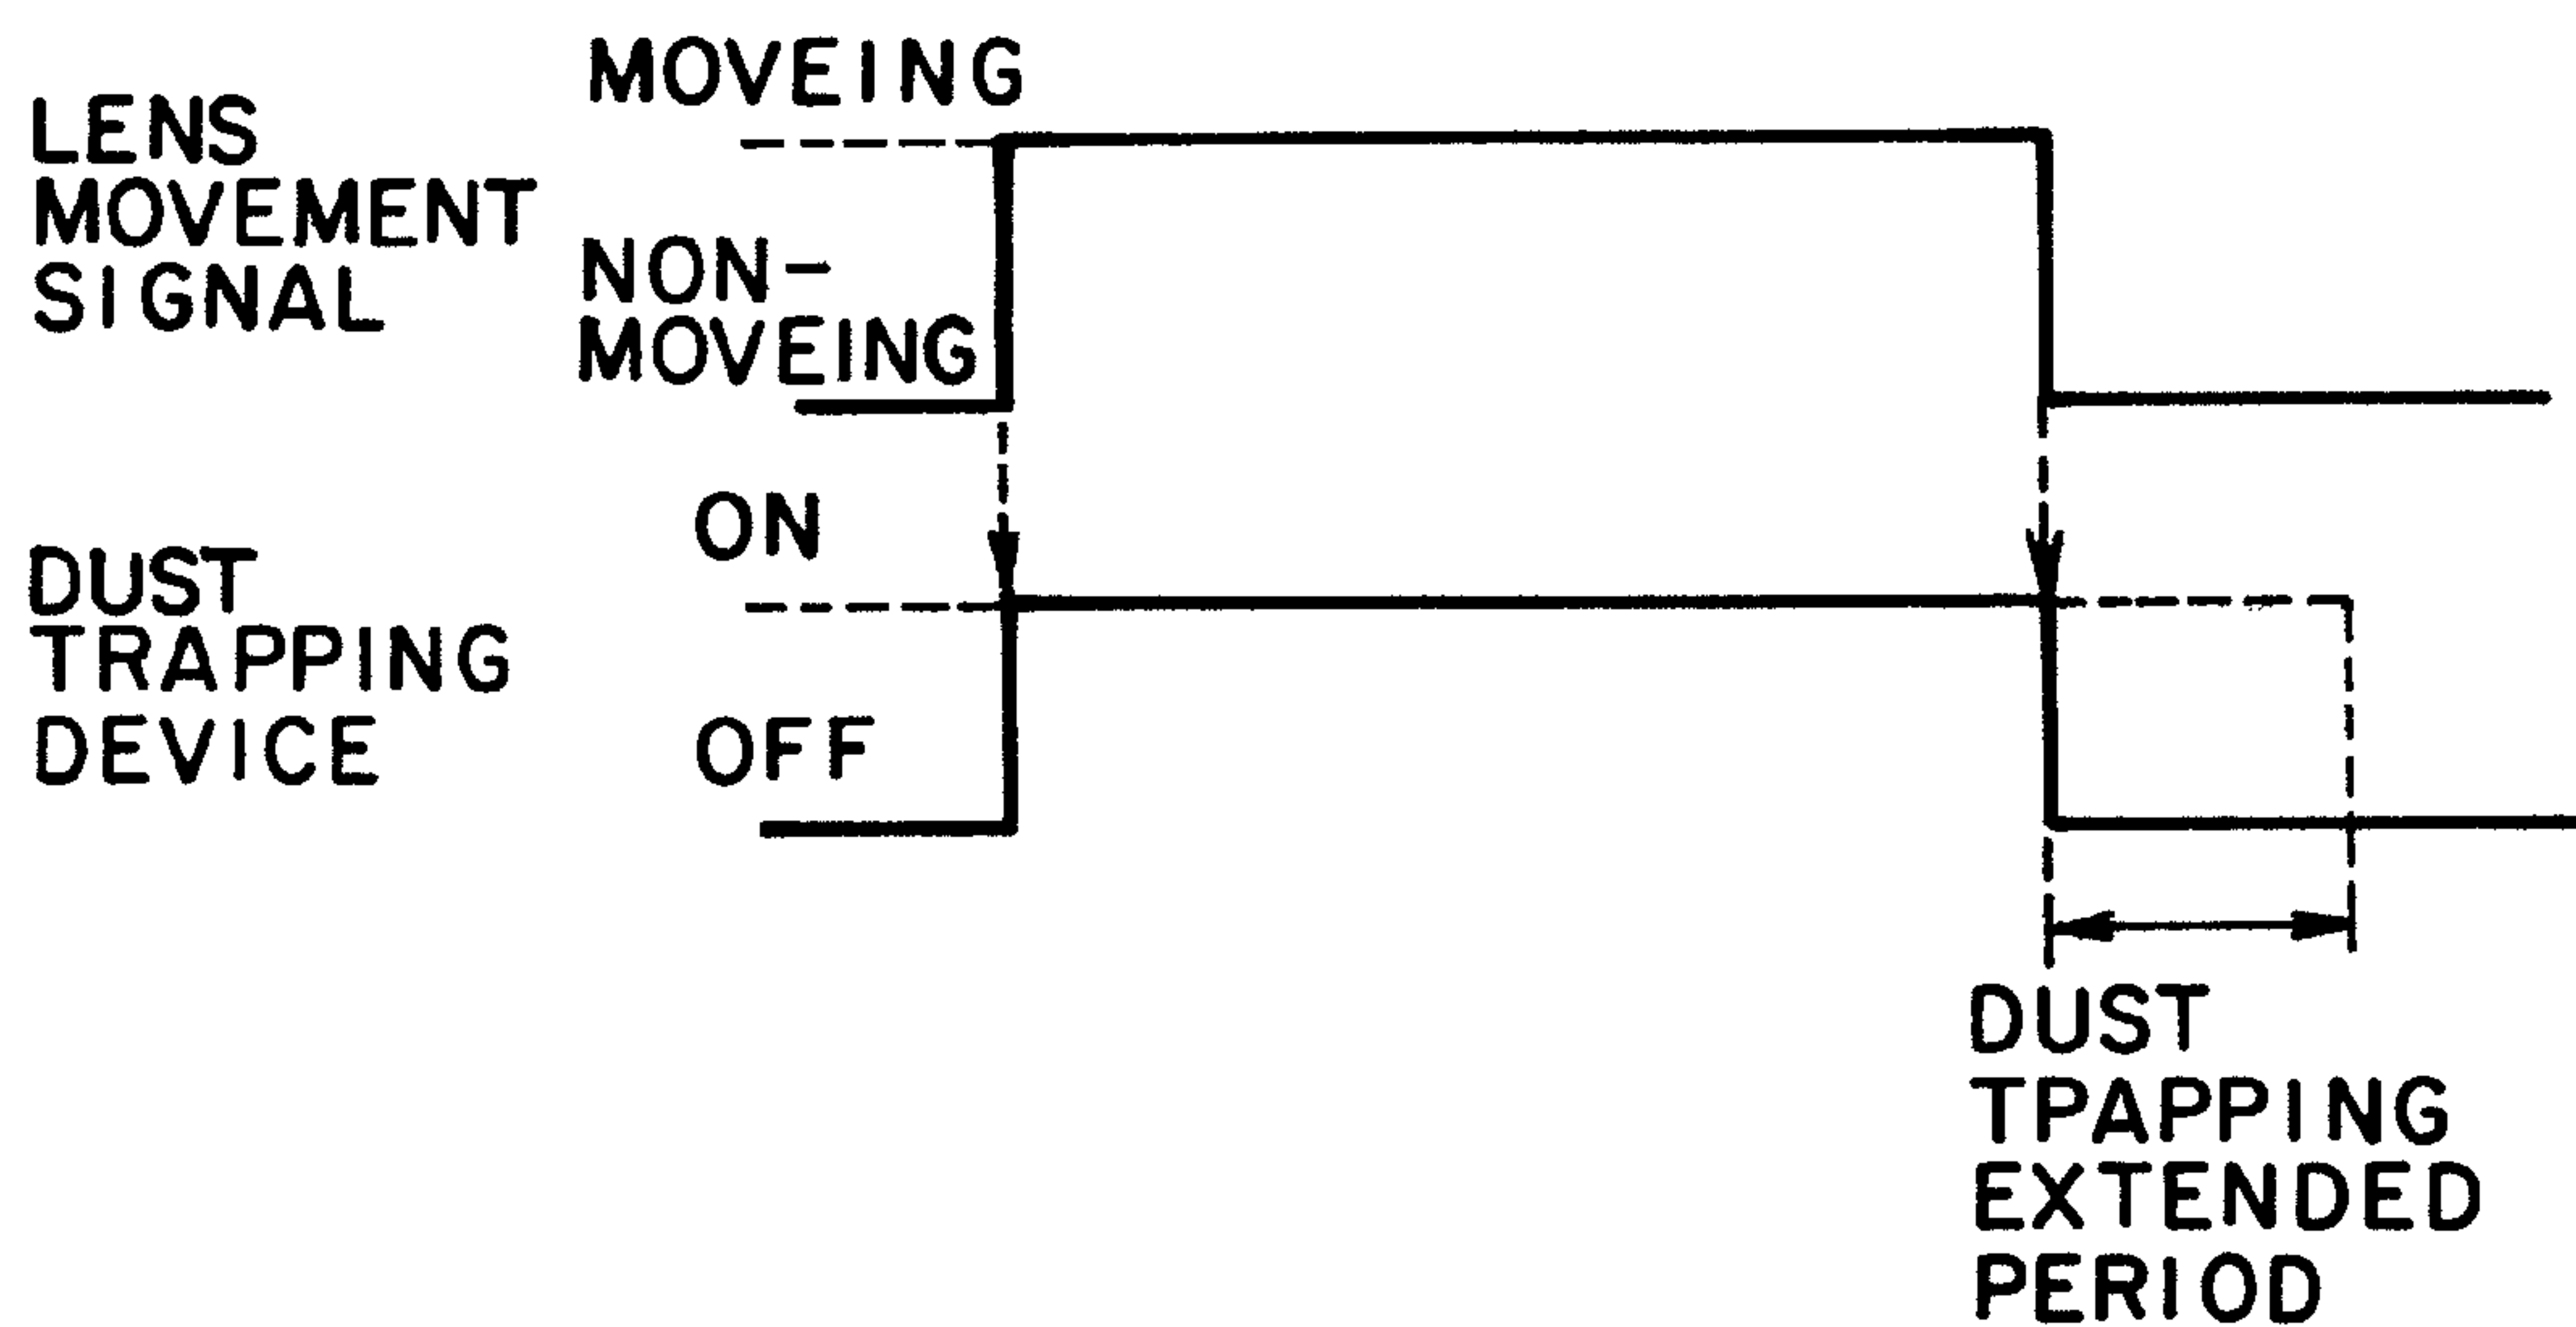 LENS
MOVEMENT
SIGNAL
MOVEING
NON-
MOVEING
DUST
TRAPPING
DEVICE
ON
OFF
DUST
TPAPPING
EXTENDED
PERIOD